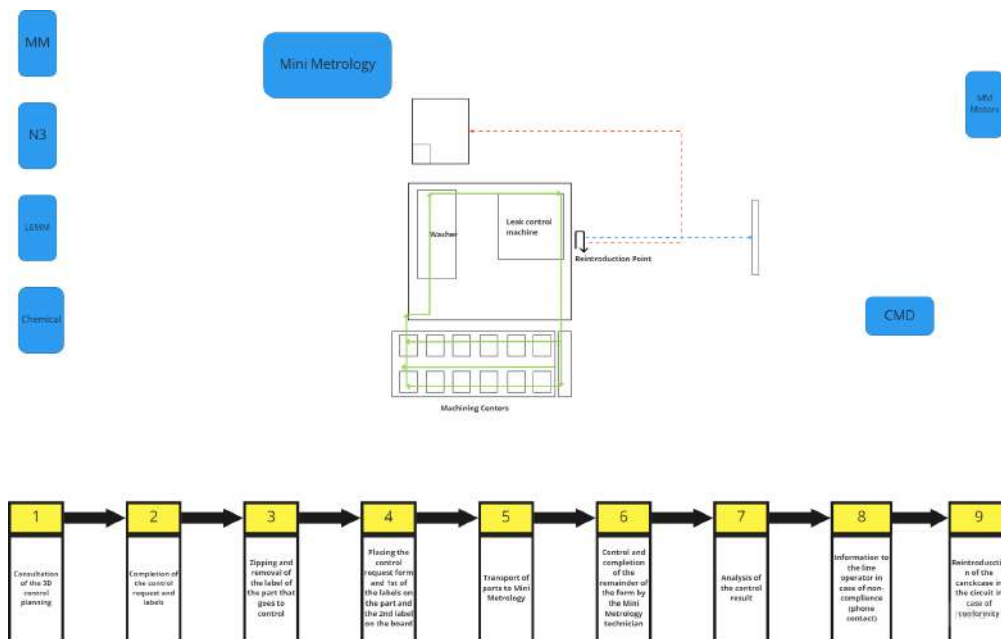 MM
Mini Metrology
MM
Motors
N3
LEMM
Washer
Leak control
machine
Reintroduction Point
Chemical
CMD
Machining Centers
1
2
3
4
5
6
7
8
9
Consultation
of the 3D
control
planning
Completion of
the control
request and
labels
Zipping and
removal of
the label of
the part that
goes to
control
Placing the
control
request form
and 1st of
the labels on
the part and
the 2nd label
on the board
Transport of
parts to Mini
Metrology
Control and
completion
of the
remainder of
the form by
the Mini
Metrology
technician
Analysis of
the control
result
Information to
the line
operator in
case of non-
compliance
(phone
contact)
Reintroducti
n of the
canckcase in
the circuit in
case of
conformity